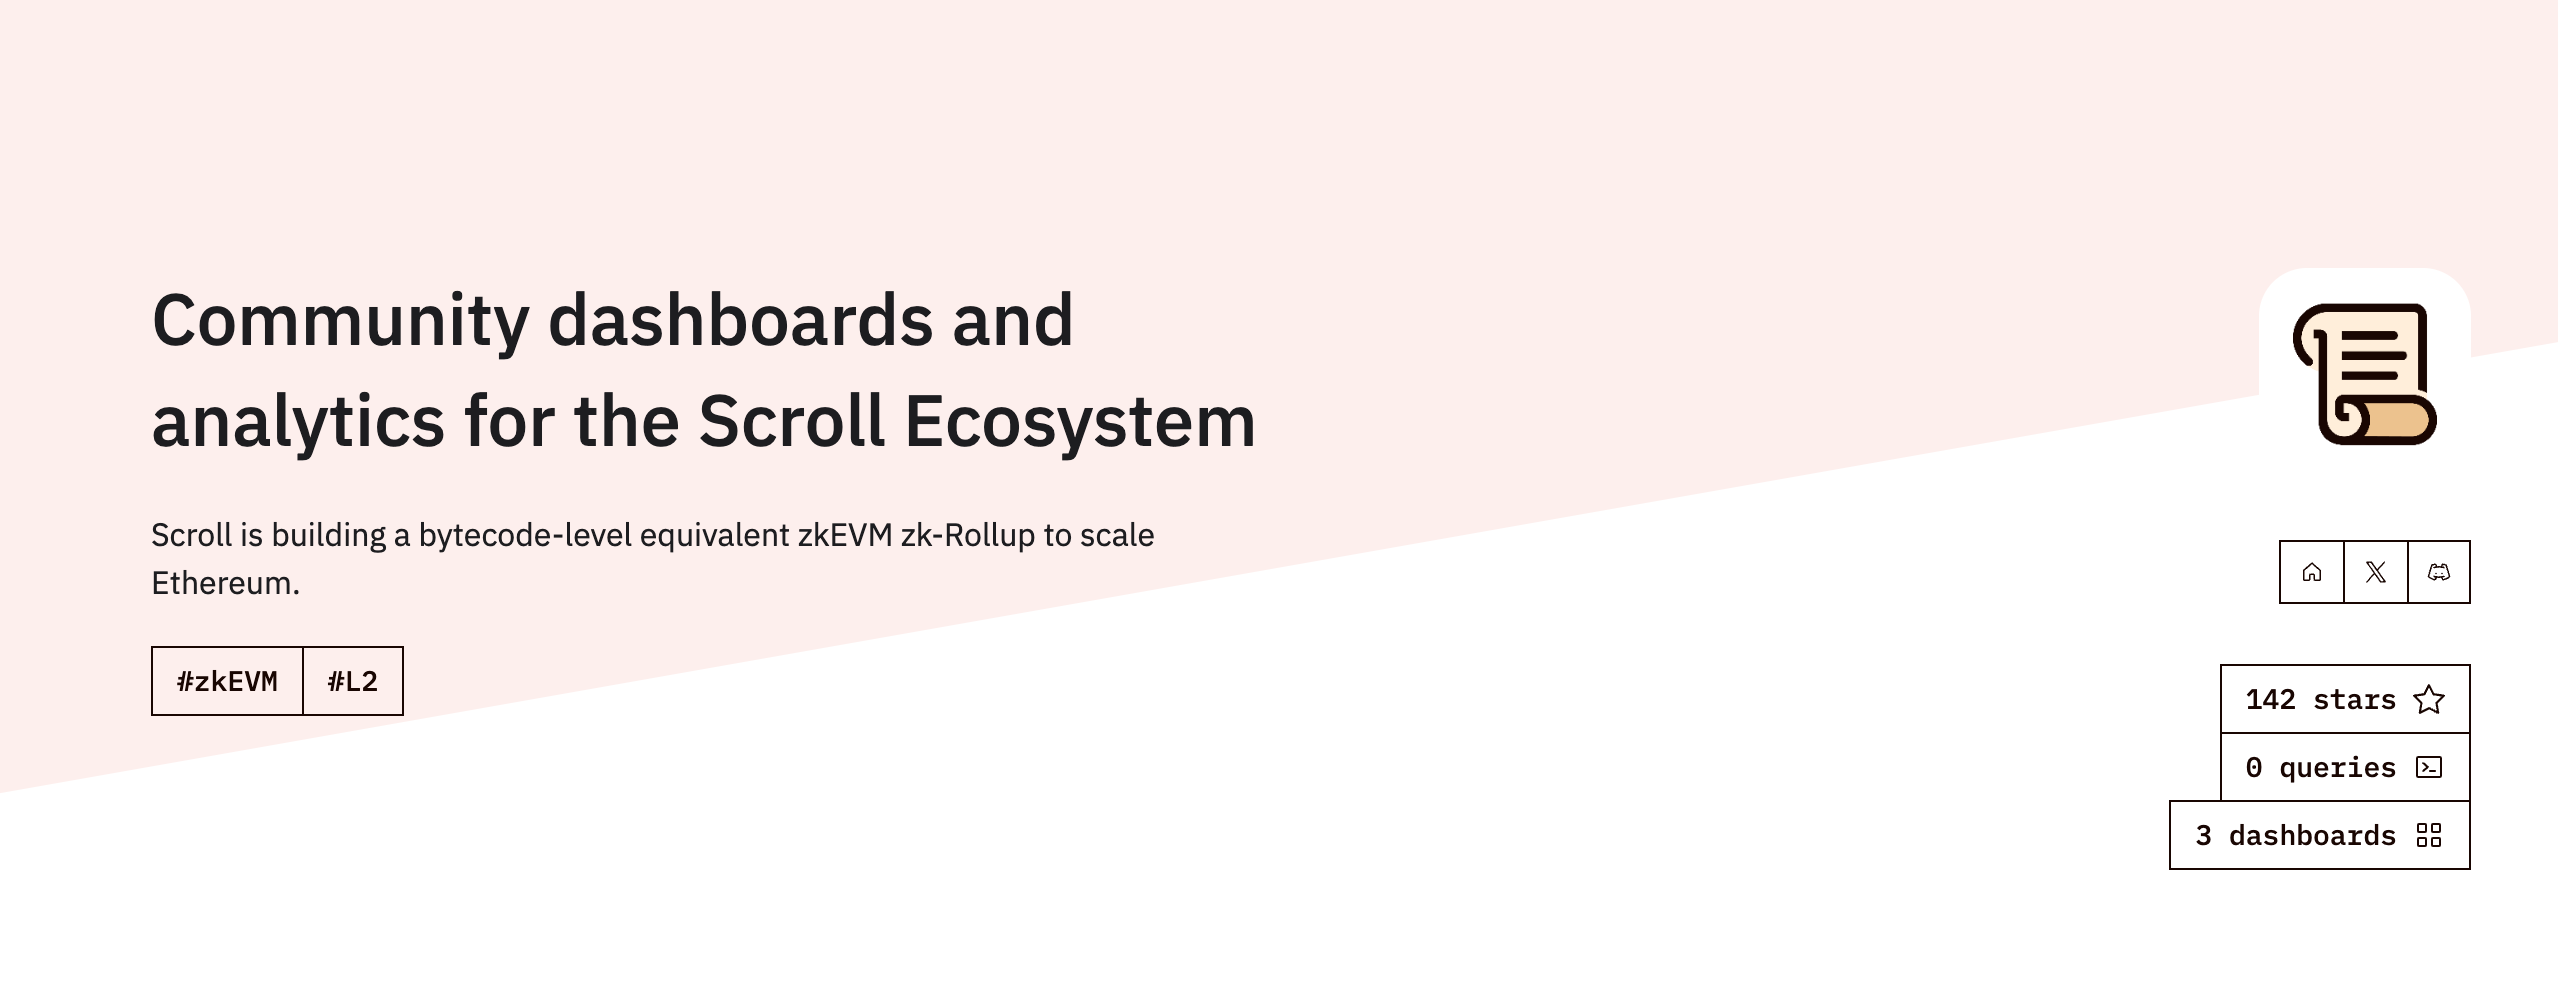 Community dashboards and
analytics for the Scroll Ecosystem
Scroll is building a bytecode-level equivalent zkEVM zk-Rollup to scale
Ethereum.
#zkEVM #L2
142 stars
0 queries
3 dashboards